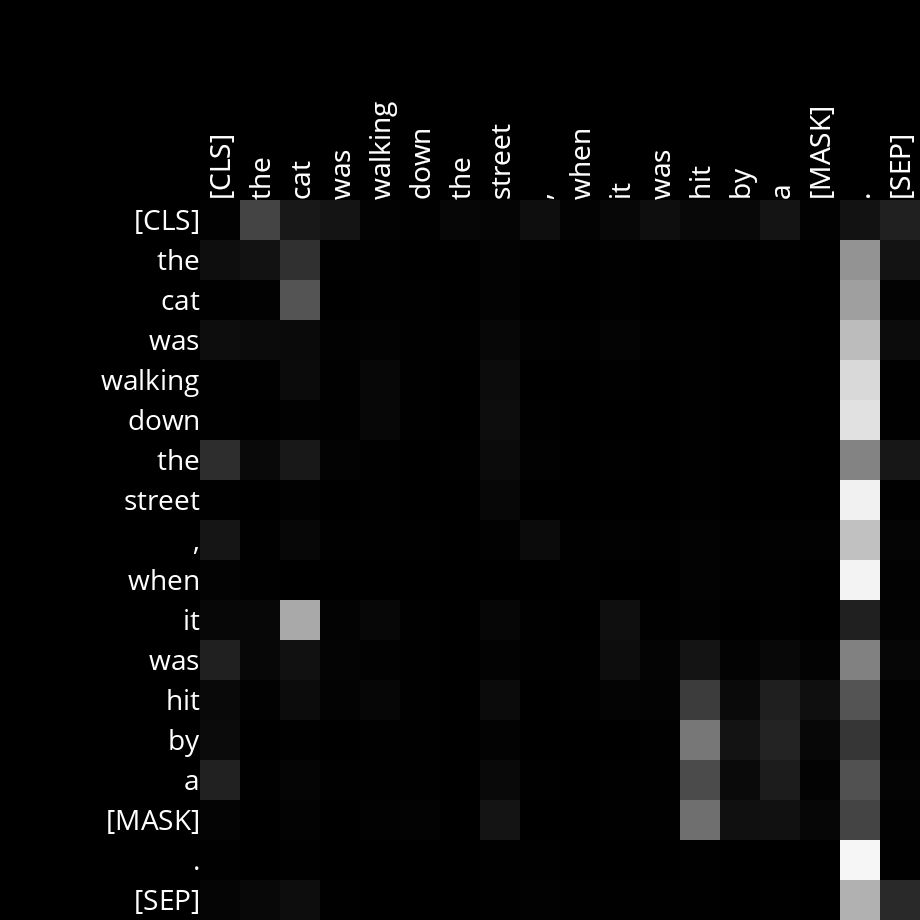 [CLS] the cat was walking down the street , when it was hit by a [MASK] . [SEP]
[CLS]
the
cat
was
walking
down
the
street
,
when
it
was
hit
by
a
[MASK]
.
[SEP]